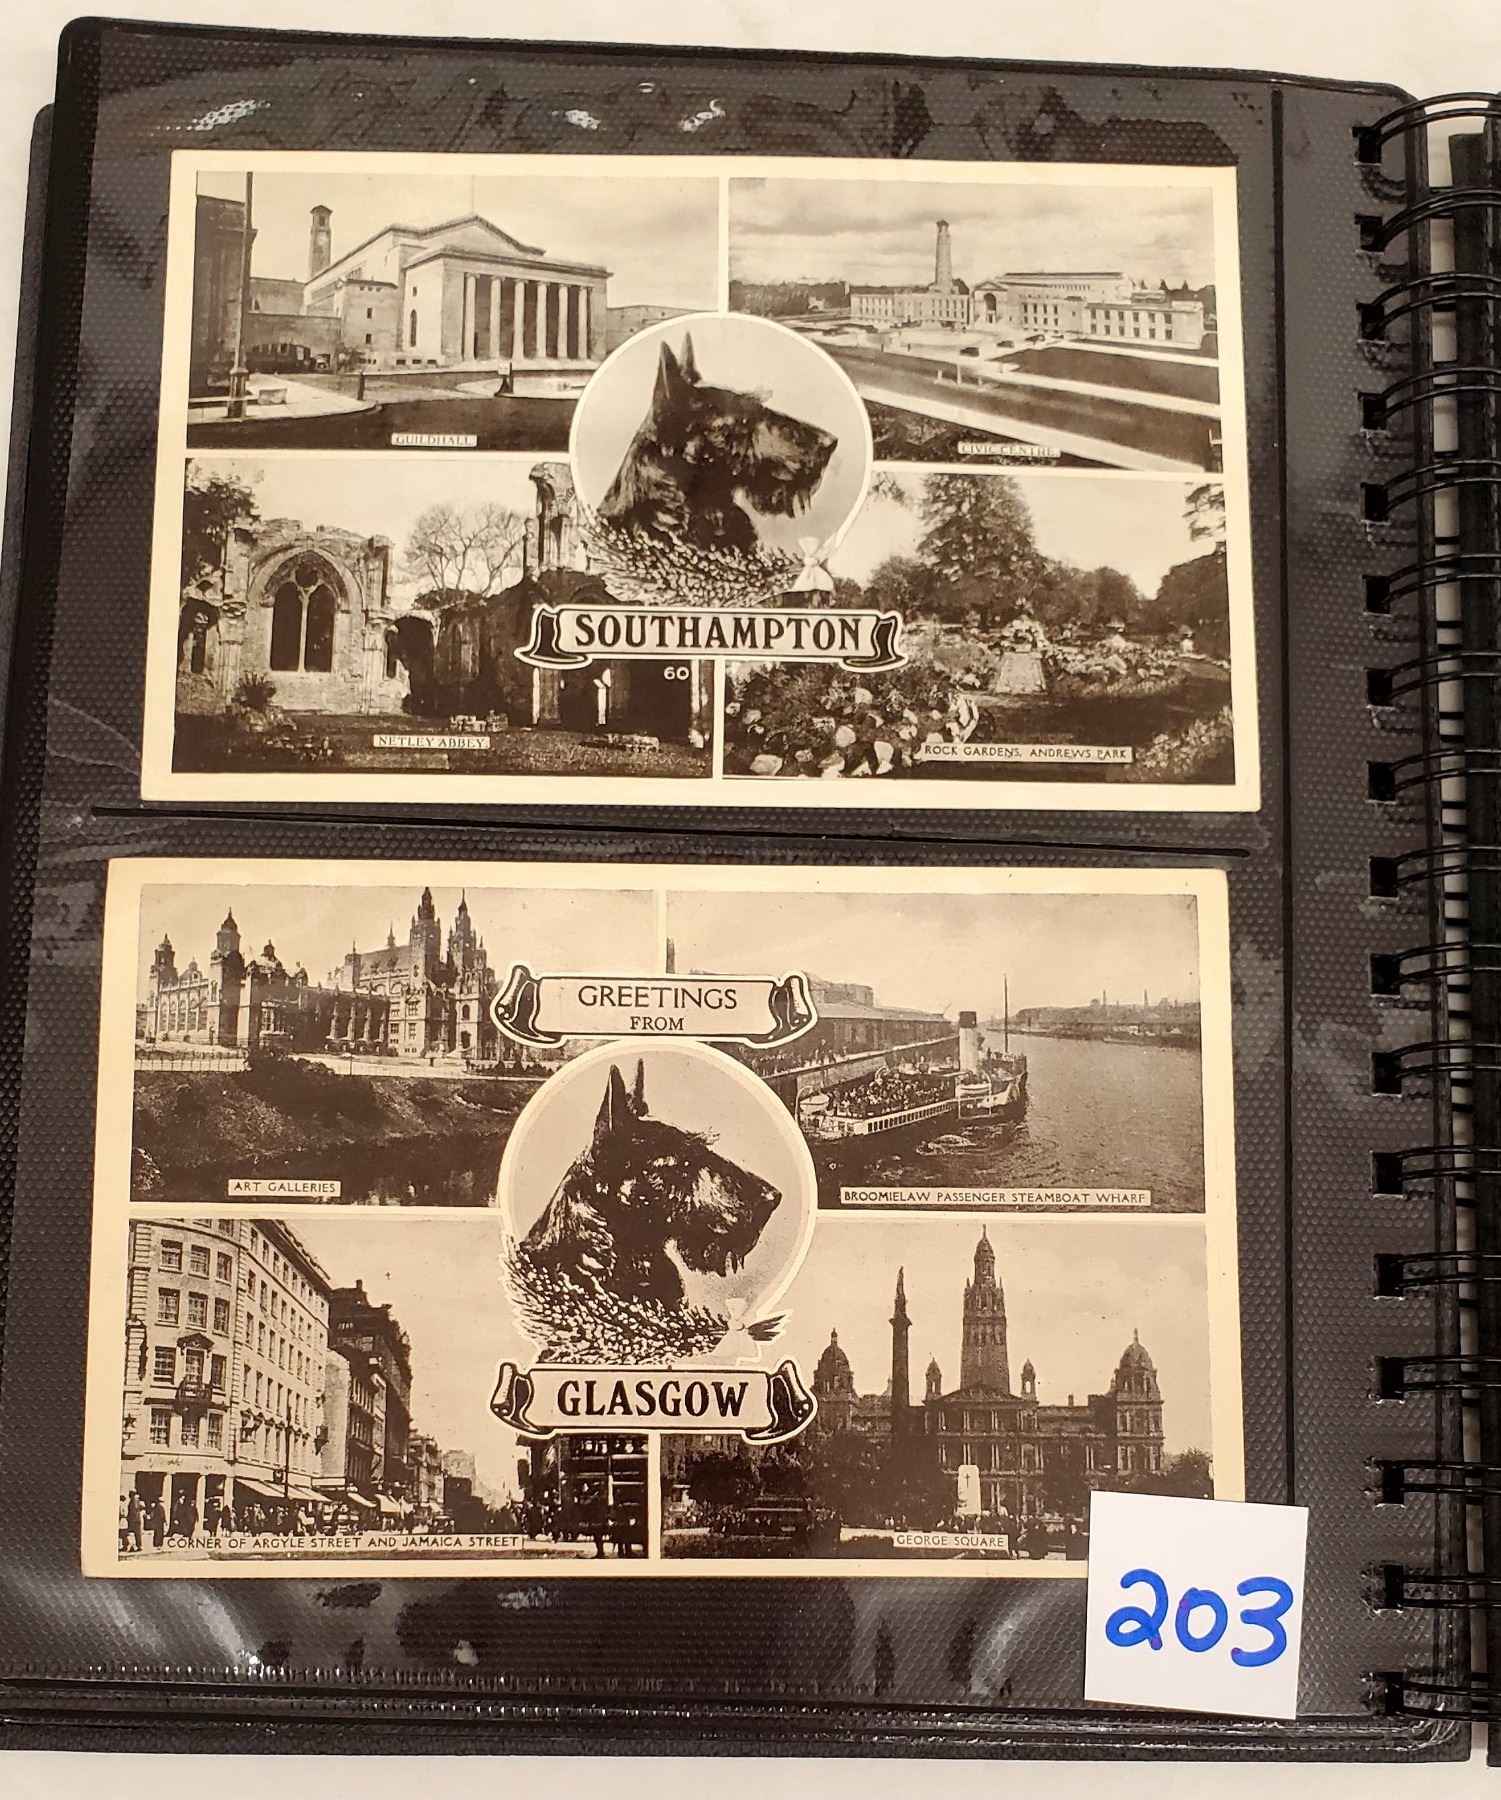 GUILDHALL
CIVIC CENTRE.
SOUTHAMPTON
60
NETLEY ABBEY.
ROCK GARDENS, ANDREWS PARK
GREETINGS
FROM
ART GALLERIES
BROOMIELAW PASSENGER STEAMBOAT WHARF
GLASGOW
CORNER OF ARGYLE STREET AND JAMAICA STREET
GEORGE SQUARE
203